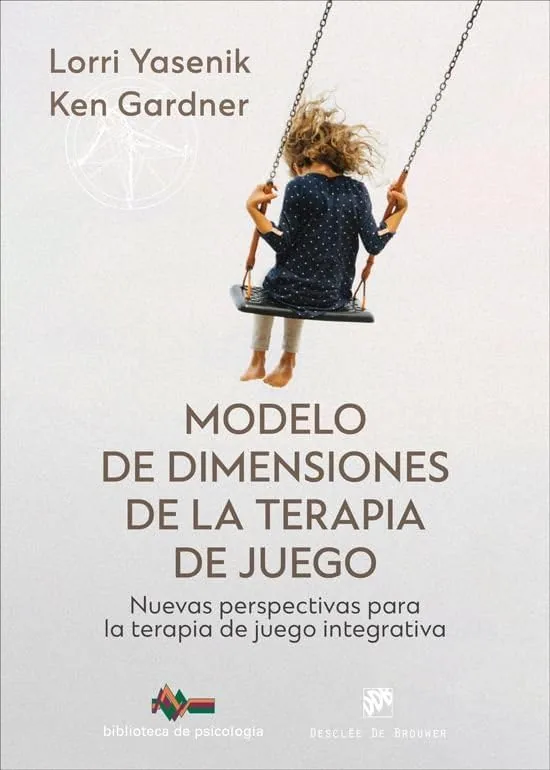 Lorri Yasenik
Ken Gardner
MODELO
DE DIMENSIONES
DE LA TERAPIA
DE JUEGO
Nuevas perspectivas para
la terapia de juego integrativa
biblioteca de psicología
DESCLÉE DE BROUWER